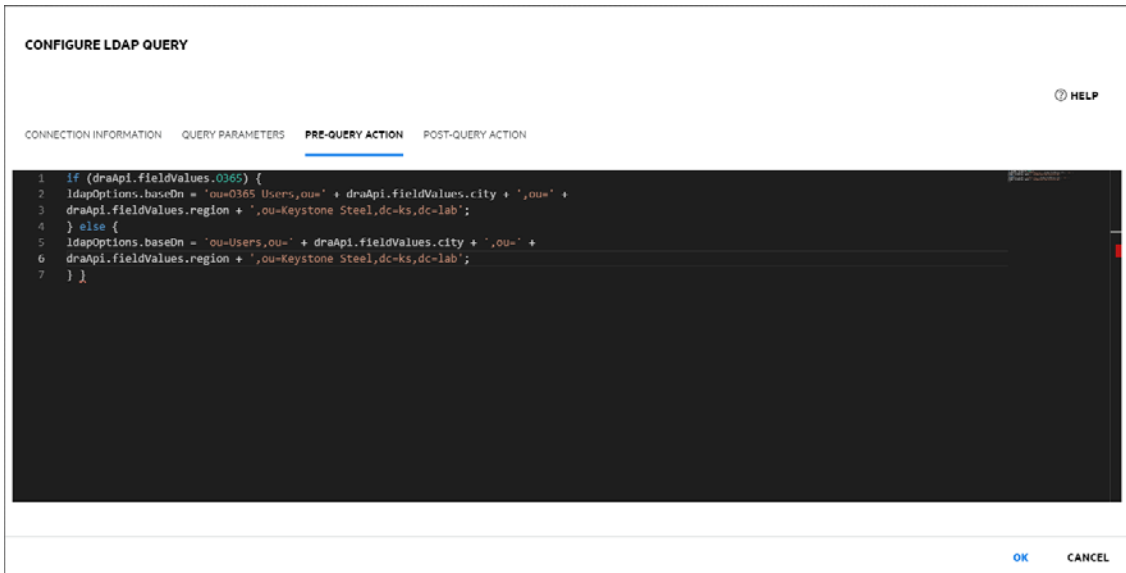 CONFIGURE LDAP QUERY
HELP
CONNECTION INFORMATION QUERY PARAMETERS PRE-QUERY ACTION POST-QUERY ACTION
1 if (draApi.fieldValues.O365) {
2 ldapOptions.baseDn = 'ou=O365 Users,ou=' + draApi.fieldValues.city + ',ou=' +
3 draApi.fieldValues.region + ',ou=Keystone Steel,dc=ks,dc=lab';
4 } else {
5 ldapOptions.baseDn = 'ou=Users,ou=' + draApi.fieldValues.city + ',ou=' +
6 draApi.fieldValues.region + ',ou=Keystone Steel,dc=ks,dc=lab';
7 } }
OK CANCEL